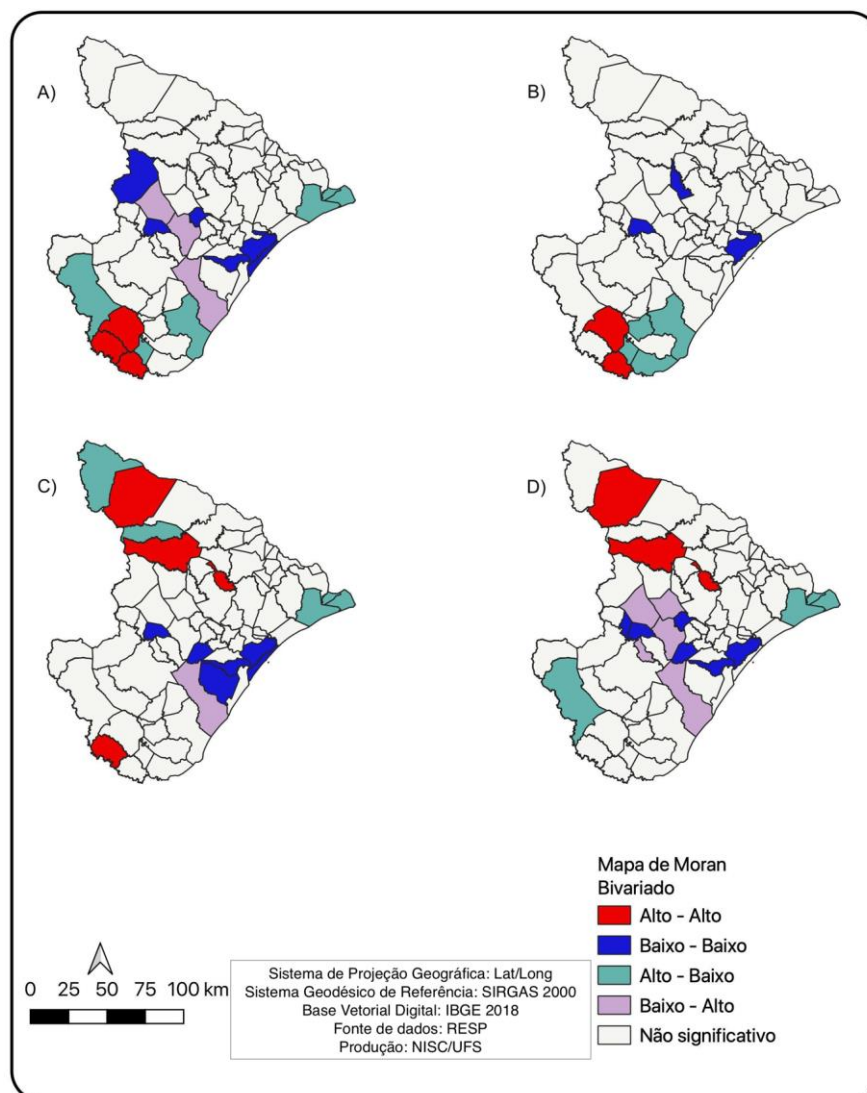 A)
B)
C)
D)
Mapa de Moran
Bivariado
Alto - Alto
Baixo - Baixo
Alto - Baixo
Baixo - Alto
Não significativo
0 25 50 75 100 km
Sistema de Projeção Geográfica: Lat/Long
Sistema Geodésico de Referência: SIRGAS 2000
Base Vetorial Digital: IBGE 2018
Fonte de dados: RESP
Produção: NISC/UFS